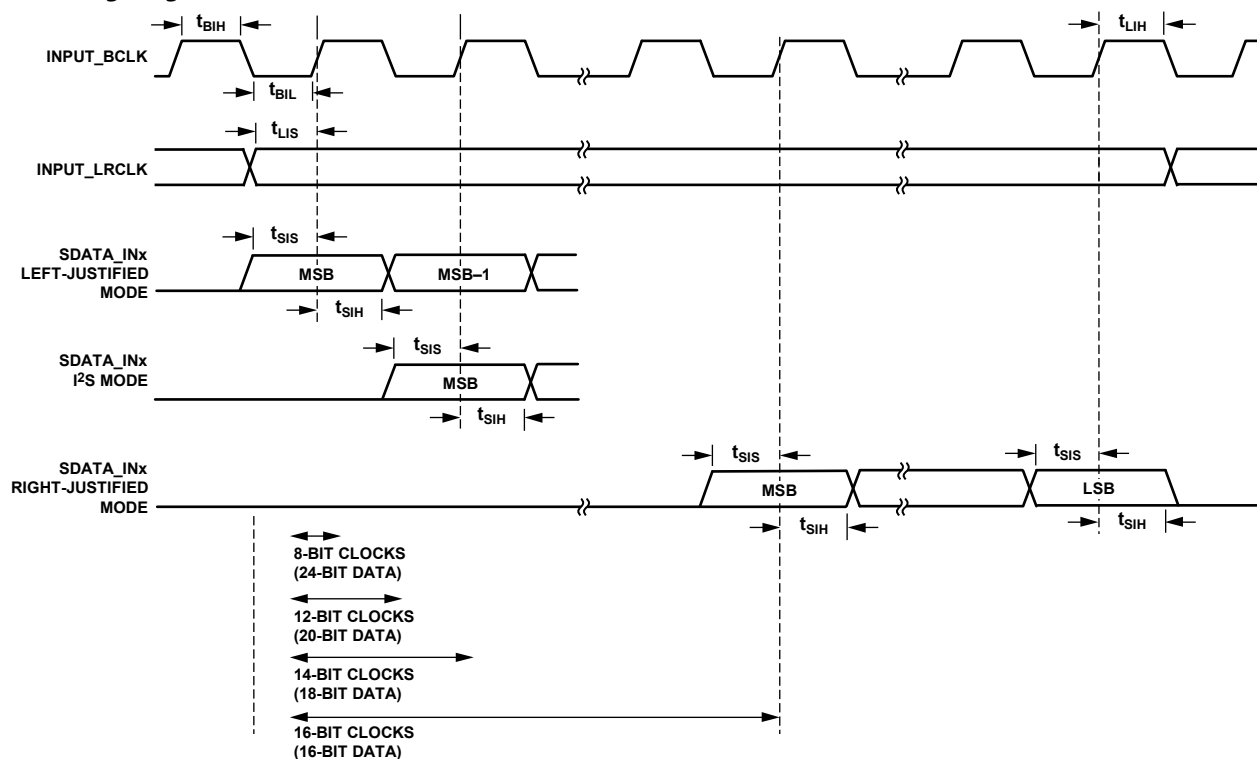 tBIH
tLIH
INPUT_BCLK
tBIL
tLIS
INPUT_LRCLK
tSIS
SDATA_INx
LEFT-JUSTIFIED
MODE
MSB
MSB–1
tSIH
tSIS
SDATA_INx
I2S MODE
MSB
tSIH
tSIS
tSIS
SDATA_INx
RIGHT-JUSTIFIED
MODE
MSB
LSB
tSIH
tSIH
8-BIT CLOCKS
(24-BIT DATA)
12-BIT CLOCKS
(20-BIT DATA)
14-BIT CLOCKS
(18-BIT DATA)
16-BIT CLOCKS
(16-BIT DATA)